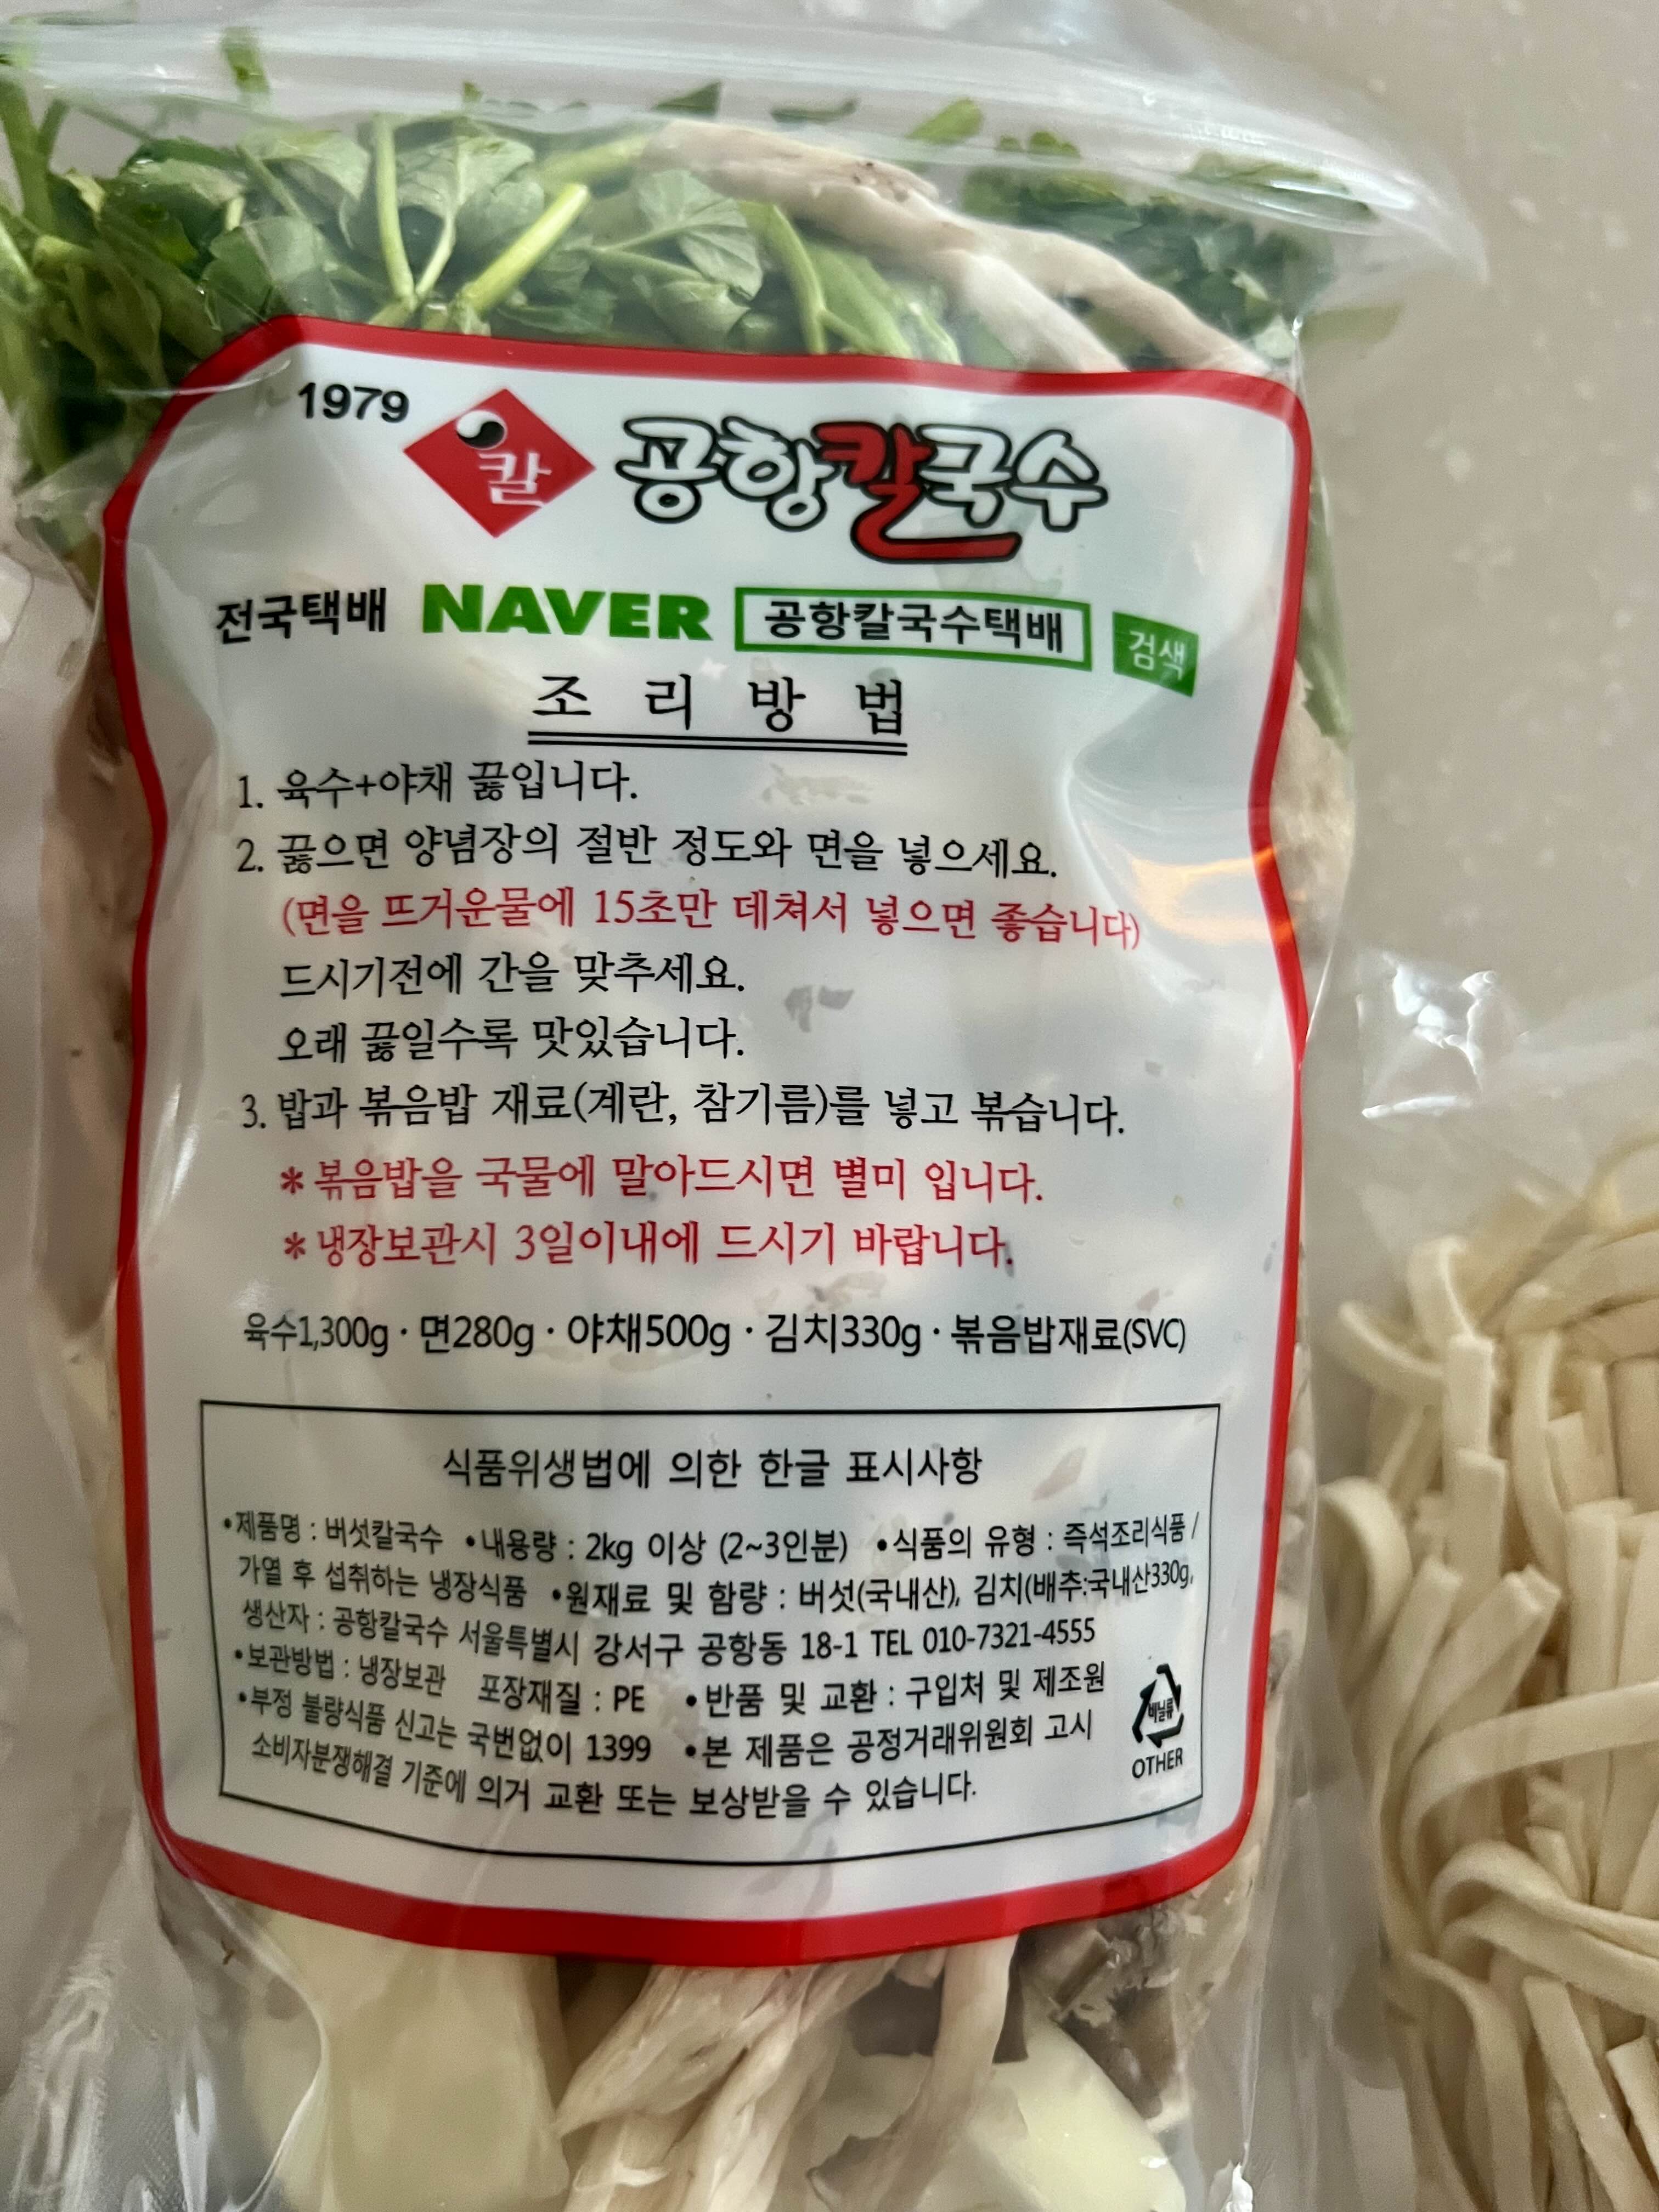 1979 칼 공항칼국수
전국택배 NAVER 공항칼국수택배 검색
조 리 방 법
1. 육수+야채 끓입니다.
2. 끓으면 양념장의 절반 정도와 면을 넣으세요.
(면을 뜨거운물에 15초만 데쳐서 넣으면 좋습니다)
드시기전에 간을 맞추세요.
오래 끓일수록 맛있습니다.
3. 밥과 볶음밥 재료(계란, 참기름)를 넣고 볶습니다.
* 볶음밥을 국물에 말아드시면 별미 입니다.
* 냉장보관시 3일이내에 드시기 바랍니다.
육수1,300g · 면280g · 야채500g · 김치330g · 볶음밥재료(SVC)
식품위생법에 의한 한글 표시사항
•제품명 : 버섯칼국수 •내용량 : 2kg 이상 (2~3인분) •식품의 유형 : 즉석조리식품 /
가열 후 섭취하는 냉장식품 •원재료 및 함량 : 버섯(국내산), 김치(배추:국내산330g,
생산자 : 공항칼국수 서울특별시 강서구 공항동 18-1 TEL 010-7321-4555
•보관방법 : 냉장보관 포장재질 : PE •반품 및 교환 : 구입처 및 제조원
•부정 불량식품 신고는 국번없이 1399 •본 제품은 공정거래위원회 고시
소비자분쟁해결 기준에 의거 교환 또는 보상받을 수 있습니다.
비닐류
OTHER